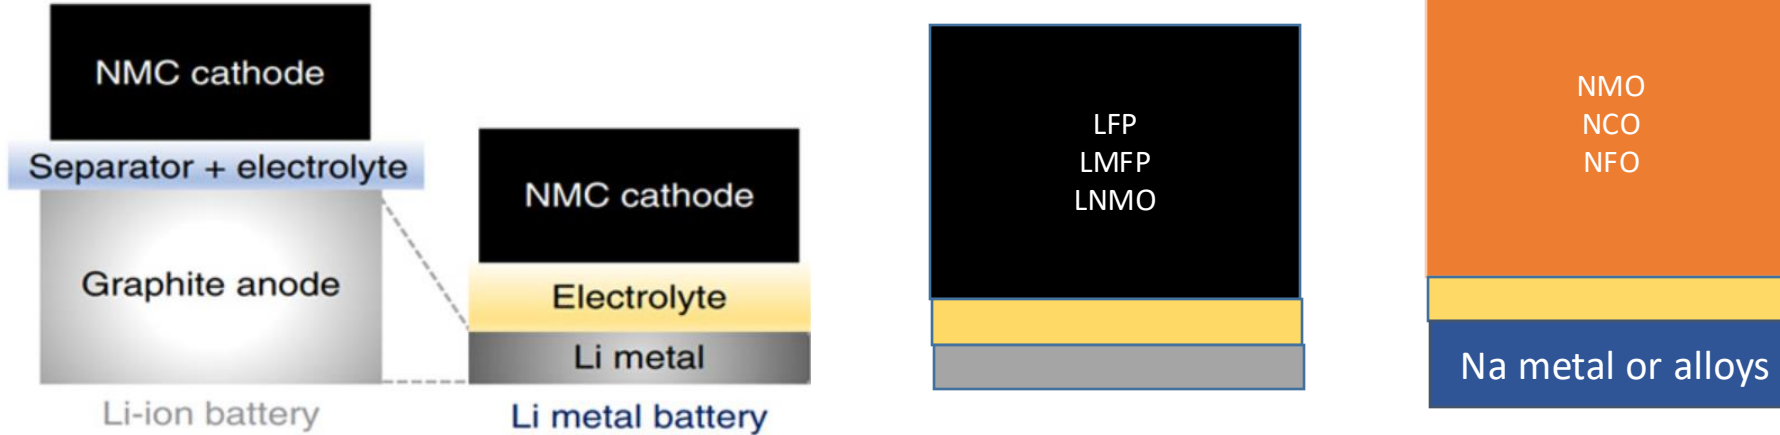 NMC cathode
Separator + electrolyte
Graphite anode
Li-ion battery
NMC cathode
Electrolyte
Li metal
Li metal battery
LFP
LMFP
LNMO
NMO
NCO
NFO
Na metal or alloys